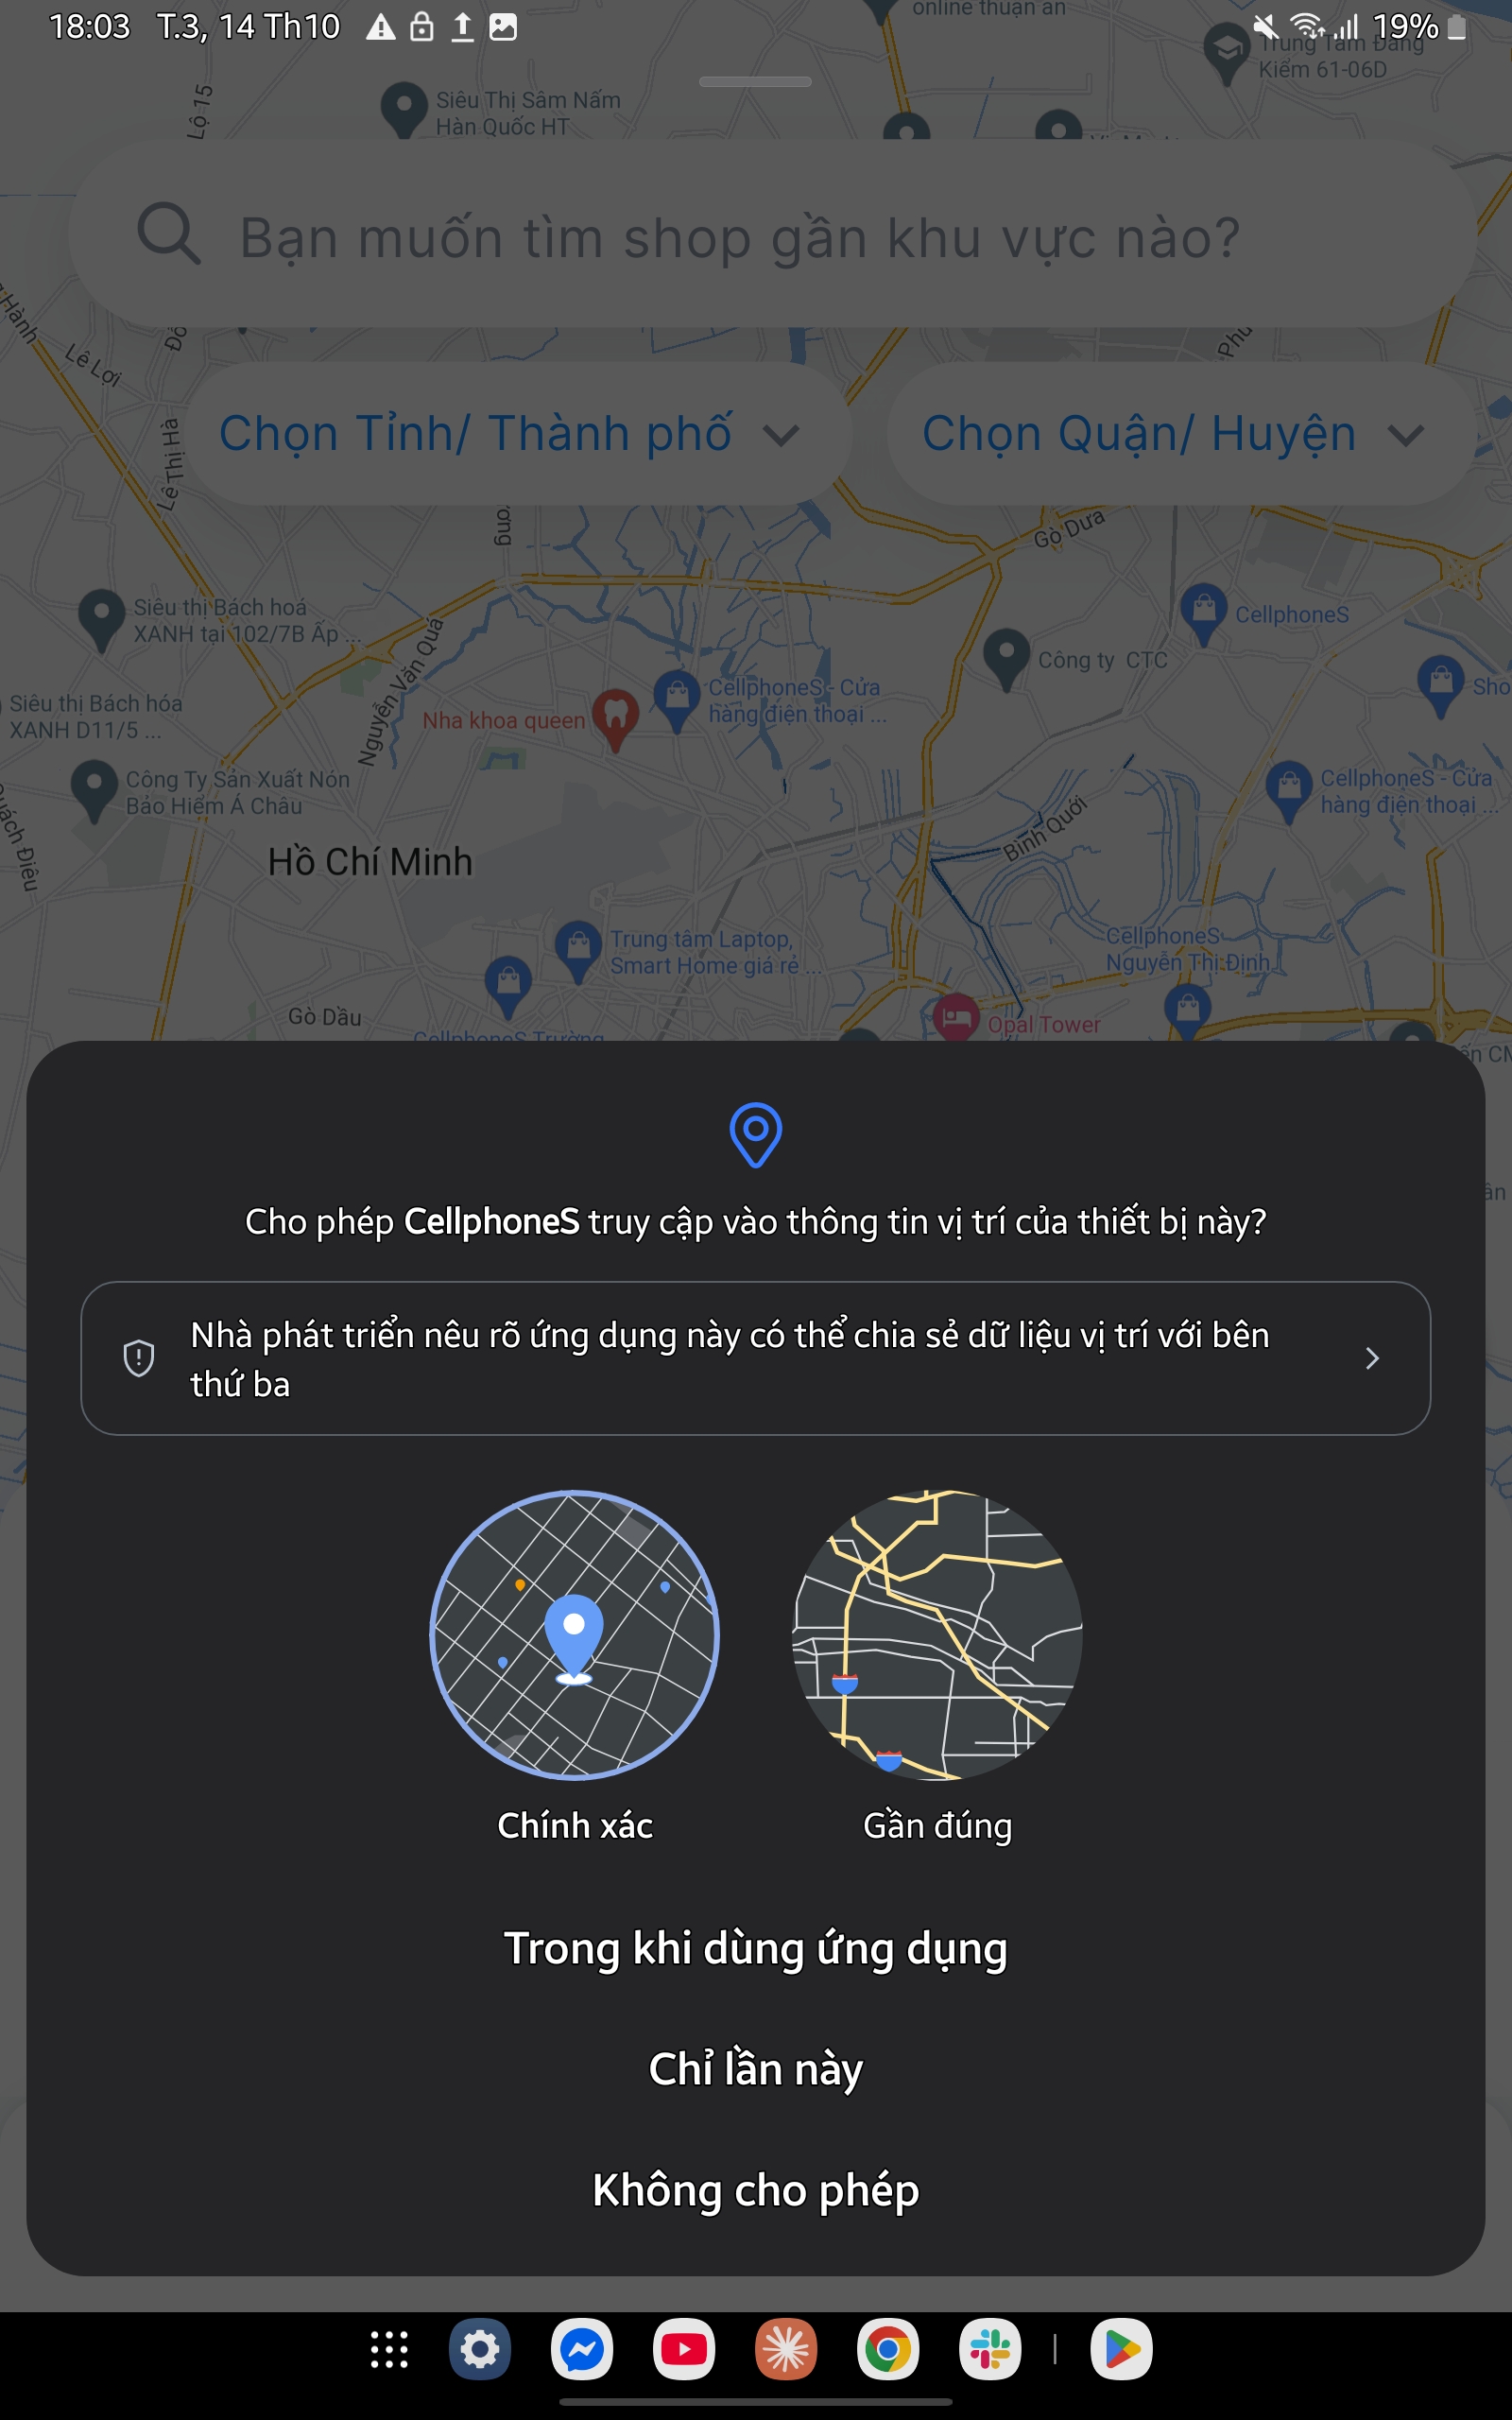 18:03 T.3, 14 Th10 19%
online thuận an
Trung Tâm Đăng
Kiểm 61-06D
Lộ 15
Siêu Thị Sâm Nấm
Hàn Quốc HT
Bạn muốn tìm shop gần khu vực nào?
Hành
Lê Lợi
Chọn Tỉnh/ Thành phố
Chọn Quận/ Huyện
Lê Thị Hà
Gò Dưa
Siêu thị Bách hoá
XANH tại 102/7B Ấp ...
CellphoneS
Nguyễn Văn Quá
Công ty CTC
Siêu thị Bách hóa
XANH D11/5 ...
Nha khoa queen
CellphoneS - Cửa
hàng điện thoại ...
Sho
Công Ty Sản Xuất Nón
Bảo Hiểm Á Châu
CellphoneS - Cửa
hàng điện thoại ...
Bình Quới
Hồ Chí Minh
Trung tâm Laptop,
Smart Home giá rẻ ...
CellphoneS
Nguyễn Thị Định
Gò Dầu
Opal Tower
CellphoneS Trường
Cho phép CellphoneS truy cập vào thông tin vị trí của thiết bị này?
Nhà phát triển nêu rõ ứng dụng này có thể chia sẻ dữ liệu vị trí với bên
thứ ba
Chính xác
Gần đúng
Trong khi dùng ứng dụng
Chỉ lần này
Không cho phép